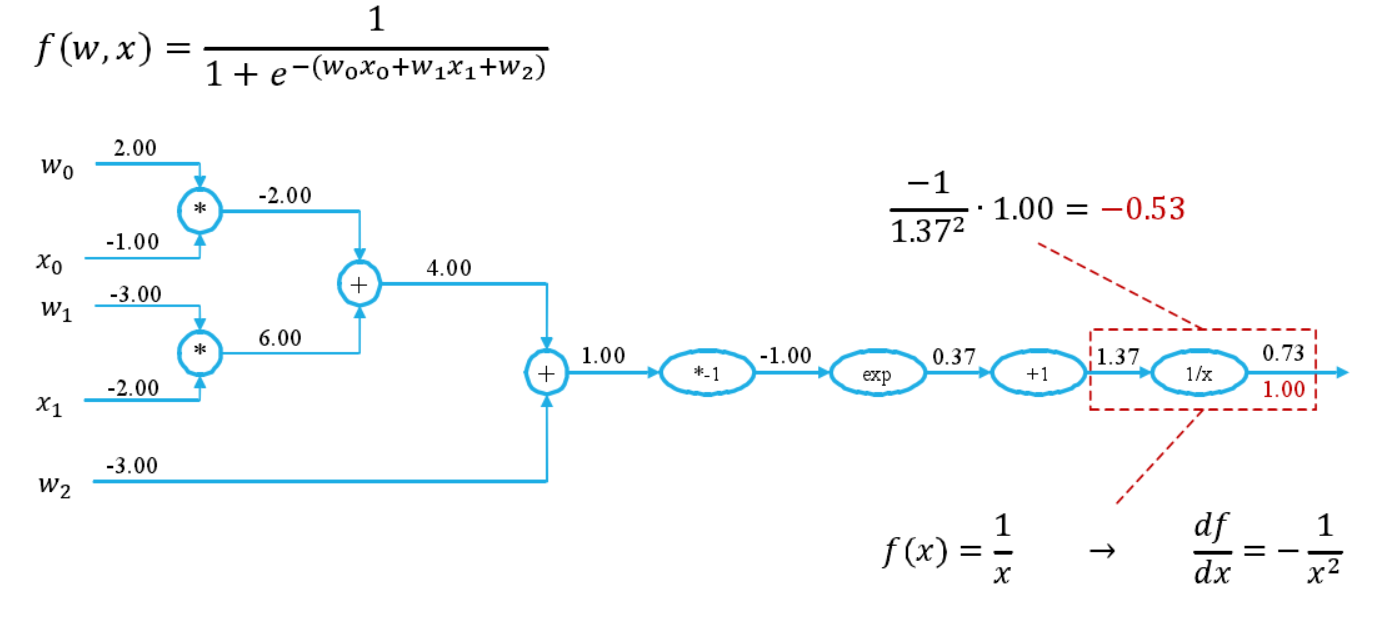 f(w, x) = 1 / (1 + e^−(w₀x₀+w₁x₁+w₂))
w₀ 2.00
*
-2.00
x₀ -1.00
w₁ -3.00
*
6.00
x₁ -2.00
+
4.00
w₂ -3.00
+
1.00
*-1
-1.00
exp
0.37
+1
1.37
1/x
0.73
1.00
−1 / 1.37² · 1.00 = −0.53
f(x) = 1/x → df/dx = − 1/x²